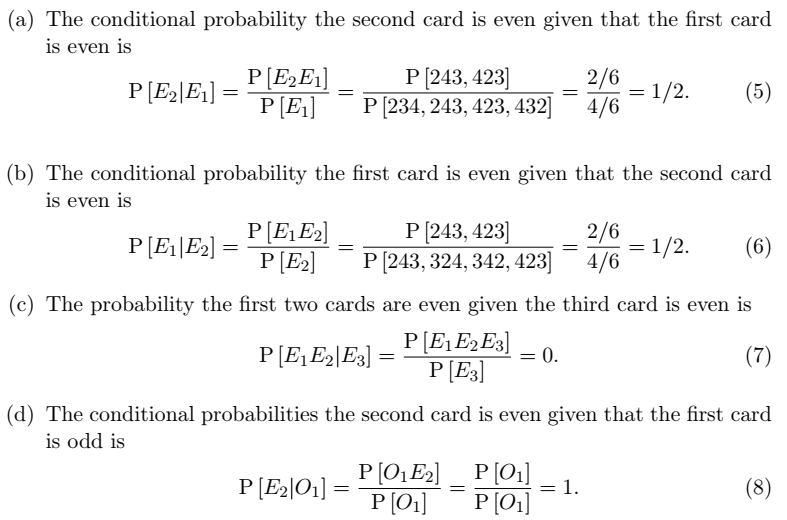 (a) The conditional probability the second card is even given that the first card
is even is
P [E₂|E₁] = P [E₂E₁] / P [E₁] = P [243, 423] / P [234, 243, 423, 432] = 2/6 / 4/6 = 1/2. (5)
(b) The conditional probability the first card is even given that the second card
is even is
P [E₁|E₂] = P [E₁E₂] / P [E₂] = P [243, 423] / P [243, 324, 342, 423] = 2/6 / 4/6 = 1/2. (6)
(c) The probability the first two cards are even given the third card is even is
P [E₁E₂|E₃] = P [E₁E₂E₃] / P [E₃] = 0. (7)
(d) The conditional probabilities the second card is even given that the first card
is odd is
P [E₂|O₁] = P [O₁E₂] / P [O₁] = P [O₁] / P [O₁] = 1. (8)